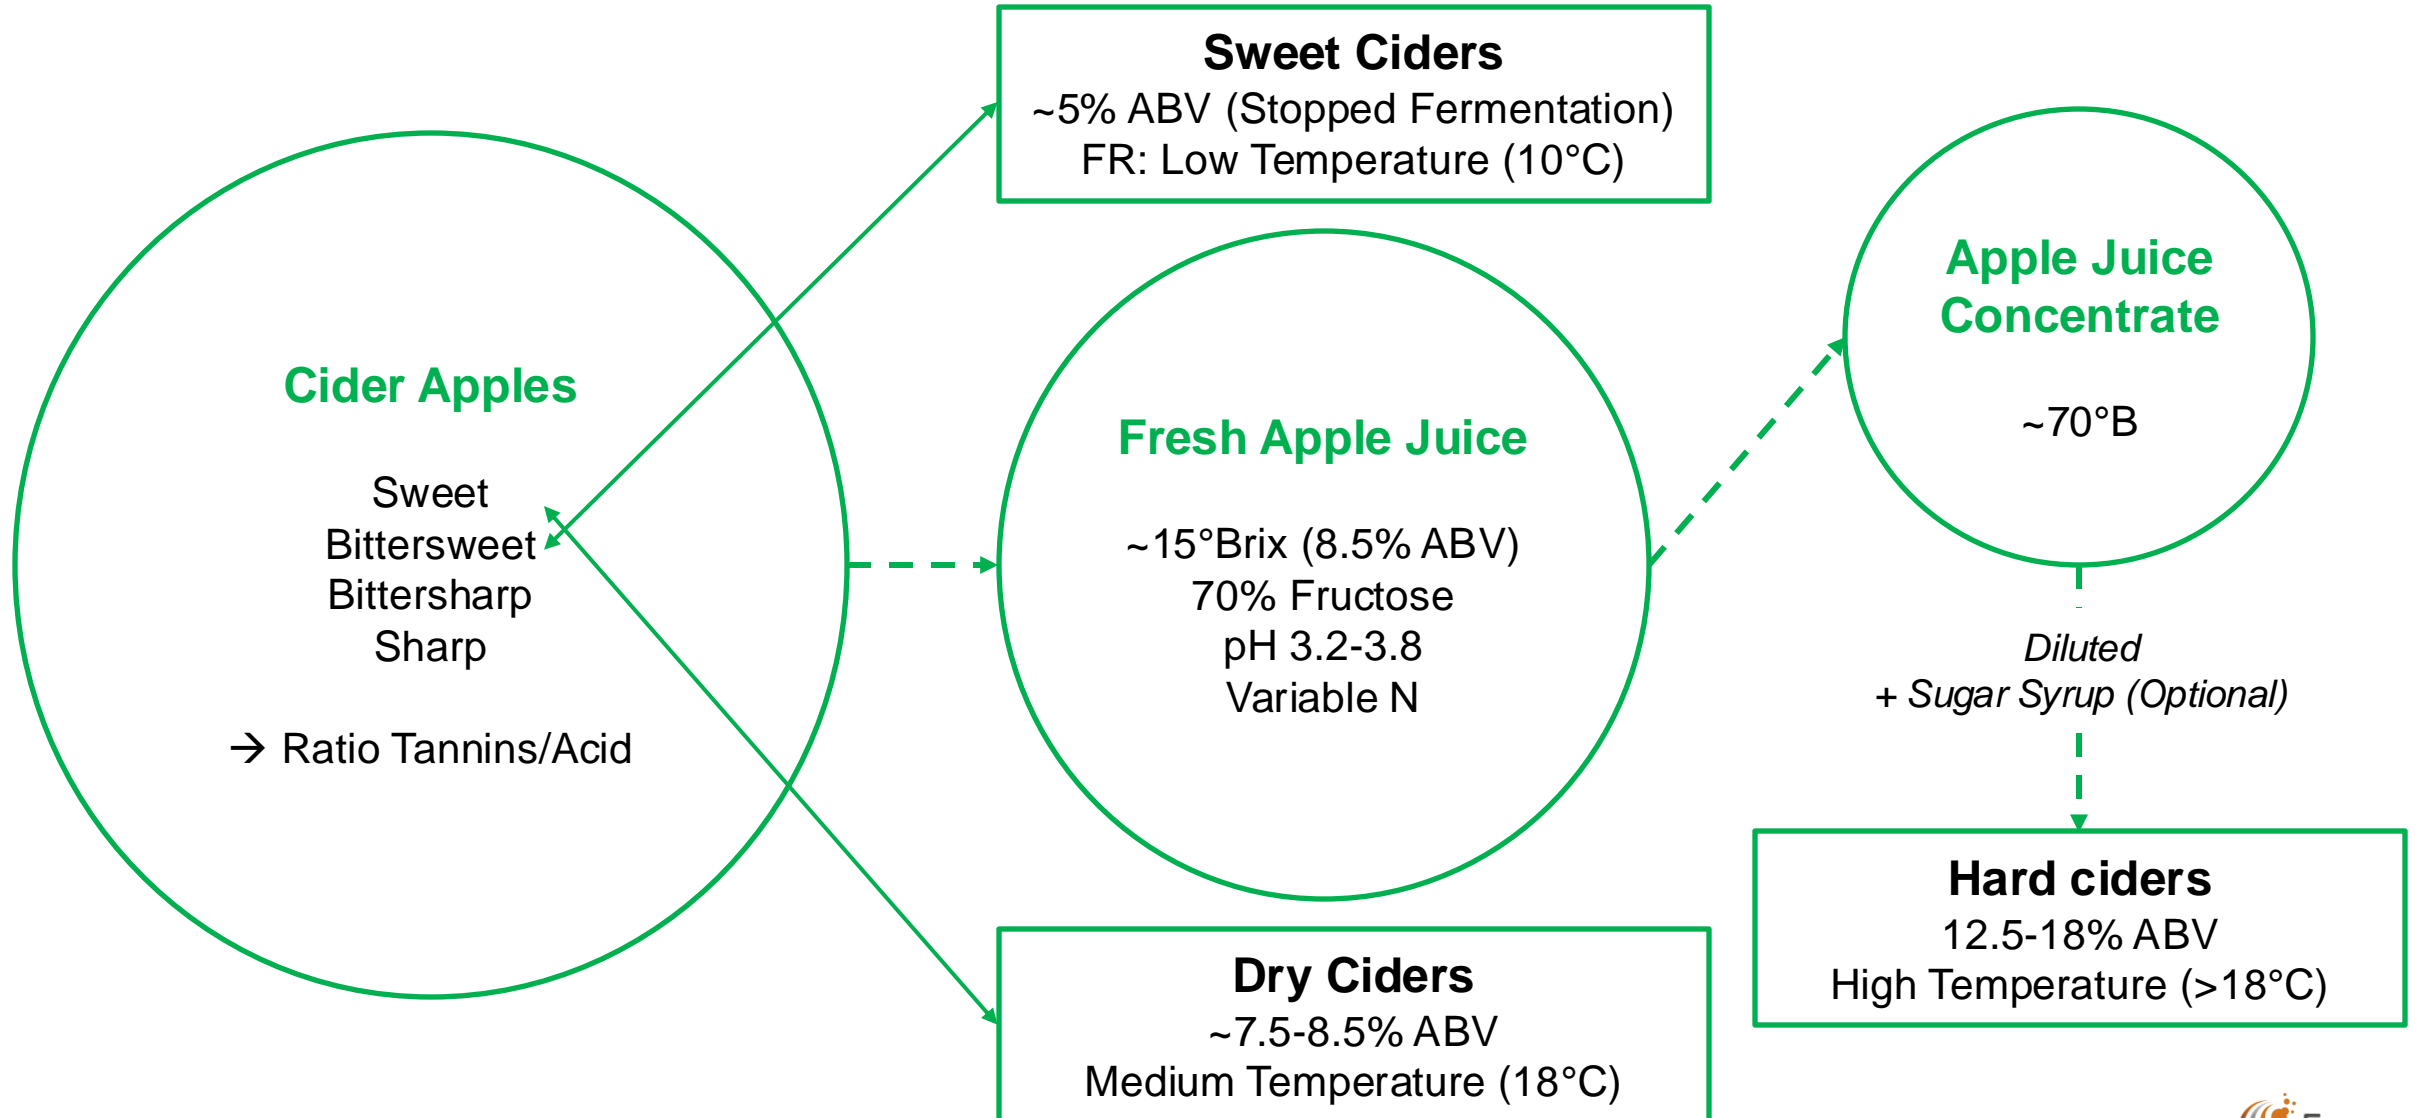 Sweet Ciders
~5% ABV (Stopped Fermentation)
FR: Low Temperature (10°C)
Cider Apples
Sweet
Bittersweet
Bittersharp
Sharp
→ Ratio Tannins/Acid
Fresh Apple Juice
~15°Brix (8.5% ABV)
70% Fructose
pH 3.2-3.8
Variable N
Apple Juice
Concentrate
~70°B
Diluted
+ Sugar Syrup (Optional)
Dry Ciders
~7.5-8.5% ABV
Medium Temperature (18°C)
Hard ciders
12.5-18% ABV
High Temperature (>18°C)